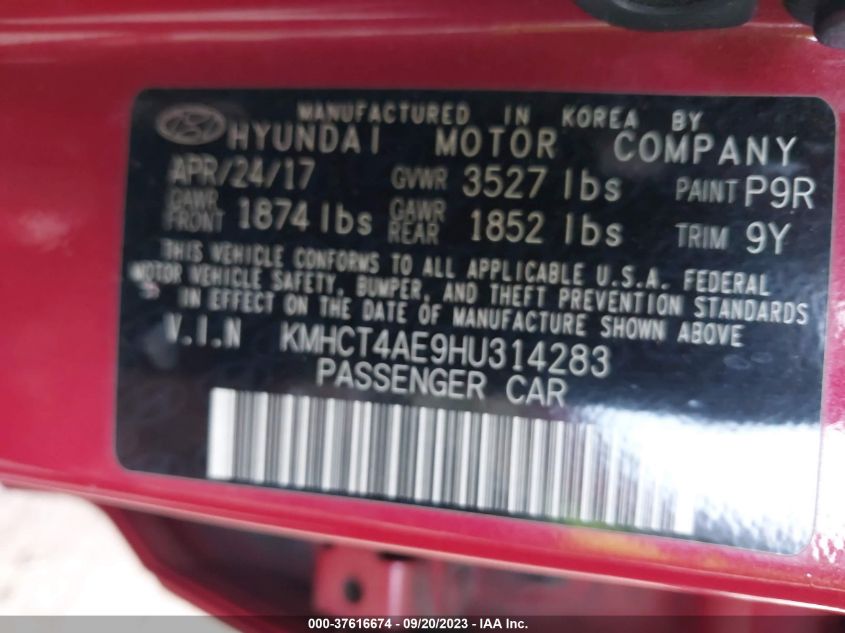 MANUFACTURED IN KOREA BY
HYUNDAI MOTOR COMPANY
APR/24/17 GVWR 3527 lbs PAINT P9R
GAWR FRONT 1874 lbs GAWR REAR 1852 lbs TRIM 9Y
THIS VEHICLE CONFORMS TO ALL APPLICABLE U.S.A. FEDERAL
MOTOR VEHICLE SAFETY, BUMPER, AND THEFT PREVENTION STANDARDS
IN EFFECT ON THE DATE OF MANUFACTURE SHOWN ABOVE
V.I.N KMHCT4AE9HU314283
PASSENGER CAR
000-37616674 - 09/20/2023 - IAA Inc.